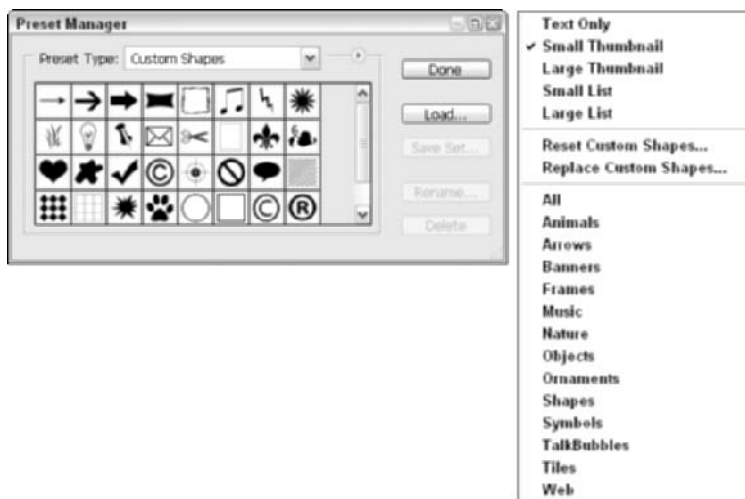 Preset Manager
Preset Type: Custom Shapes
Done
Load...
Save Set...
Rename...
Delete
Text Only
Small Thumbnail
Large Thumbnail
Small List
Large List
Reset Custom Shapes...
Replace Custom Shapes...
All
Animals
Arrows
Banners
Frames
Music
Nature
Objects
Ornaments
Shapes
Symbols
TalkBubbles
Tiles
Web